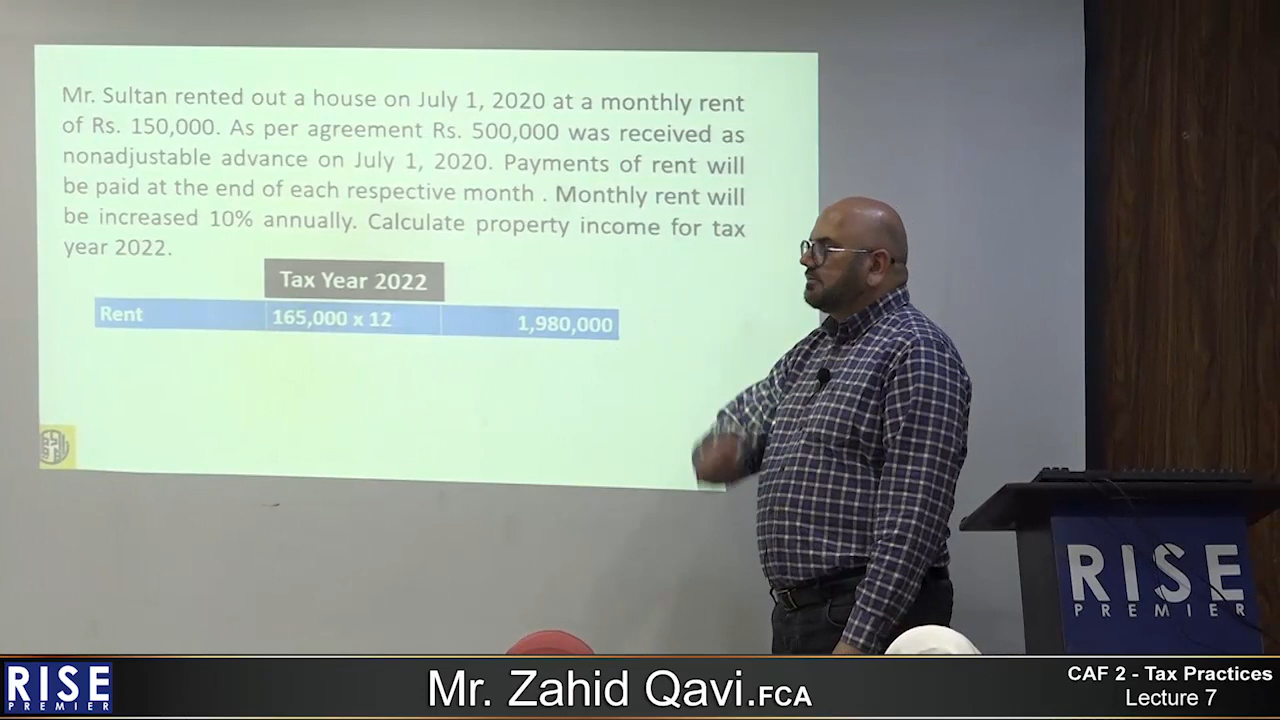 Mr. Sultan rented out a house on July 1, 2020 at a monthly rent
of Rs. 150,000. As per agreement Rs. 500,000 was received as
nonadjustable advance on July 1, 2020. Payments of rent will
be paid at the end of each respective month . Monthly rent will
be increased 10% annually. Calculate property income for tax
year 2022.
Tax Year 2022
Rent 165,000 x 12 1,980,000
RISE
PREMIER
RISE
PREMIER
Mr. Zahid Qavi.FCA
CAF 2 - Tax Practices
Lecture 7